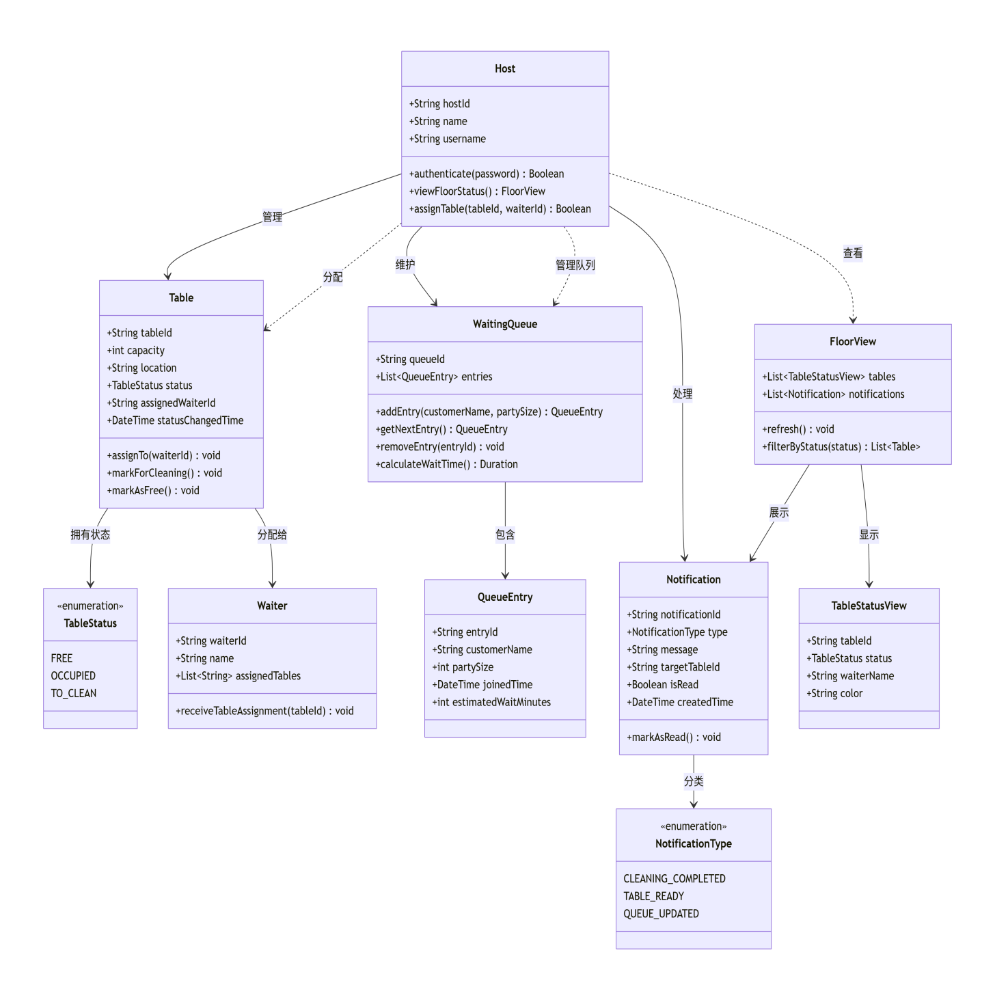 Host
+String hostId
+String name
+String username
+authenticate(password) : Boolean
+viewFloorStatus() : FloorView
+assignTable(tableId, waiterId) : Boolean
管理
分配
维护
管理队列
处理
查看
Table
+String tableId
+int capacity
+String location
+TableStatus status
+String assignedWaiterId
+DateTime statusChangedTime
+assignTo(waiterId) : void
+markForCleaning() : void
+markAsFree() : void
WaitingQueue
+String queueId
+List<QueueEntry> entries
+addEntry(customerName, partySize) : QueueEntry
+getNextEntry() : QueueEntry
+removeEntry(entryId) : void
+calculateWaitTime() : Duration
FloorView
+List<TableStatusView> tables
+List<Notification> notifications
+refresh() : void
+filterByStatus(status) : List<Table>
拥有状态
分配给
包含
展示
显示
«enumeration»
TableStatus
FREE
OCCUPIED
TO_CLEAN
Waiter
+String waiterId
+String name
+List<String> assignedTables
+receiveTableAssignment(tableId) : void
QueueEntry
+String entryId
+String customerName
+int partySize
+DateTime joinedTime
+int estimatedWaitMinutes
Notification
+String notificationId
+NotificationType type
+String message
+String targetTableId
+Boolean isRead
+DateTime createdTime
+markAsRead() : void
TableStatusView
+String tableId
+TableStatus status
+String waiterName
+String color
分类
«enumeration»
NotificationType
CLEANING_COMPLETED
TABLE_READY
QUEUE_UPDATED